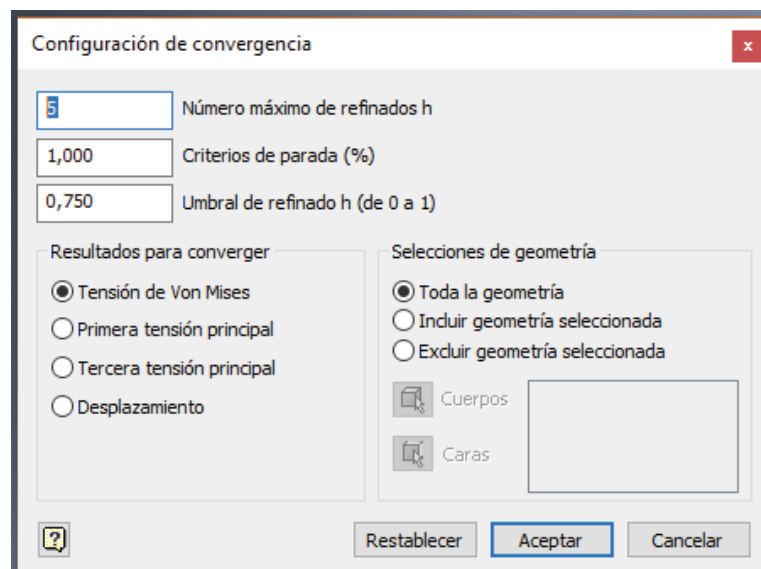 Configuración de convergencia
x
5 Número máximo de refinados h
1,000 Criterios de parada (%)
0,750 Umbral de refinado h (de 0 a 1)
Resultados para converger
Tensión de Von Mises
Primera tensión principal
Tercera tensión principal
Desplazamiento
Selecciones de geometría
Toda la geometría
Incluir geometría seleccionada
Excluir geometría seleccionada
Cuerpos
Caras
? Restablecer Aceptar Cancelar